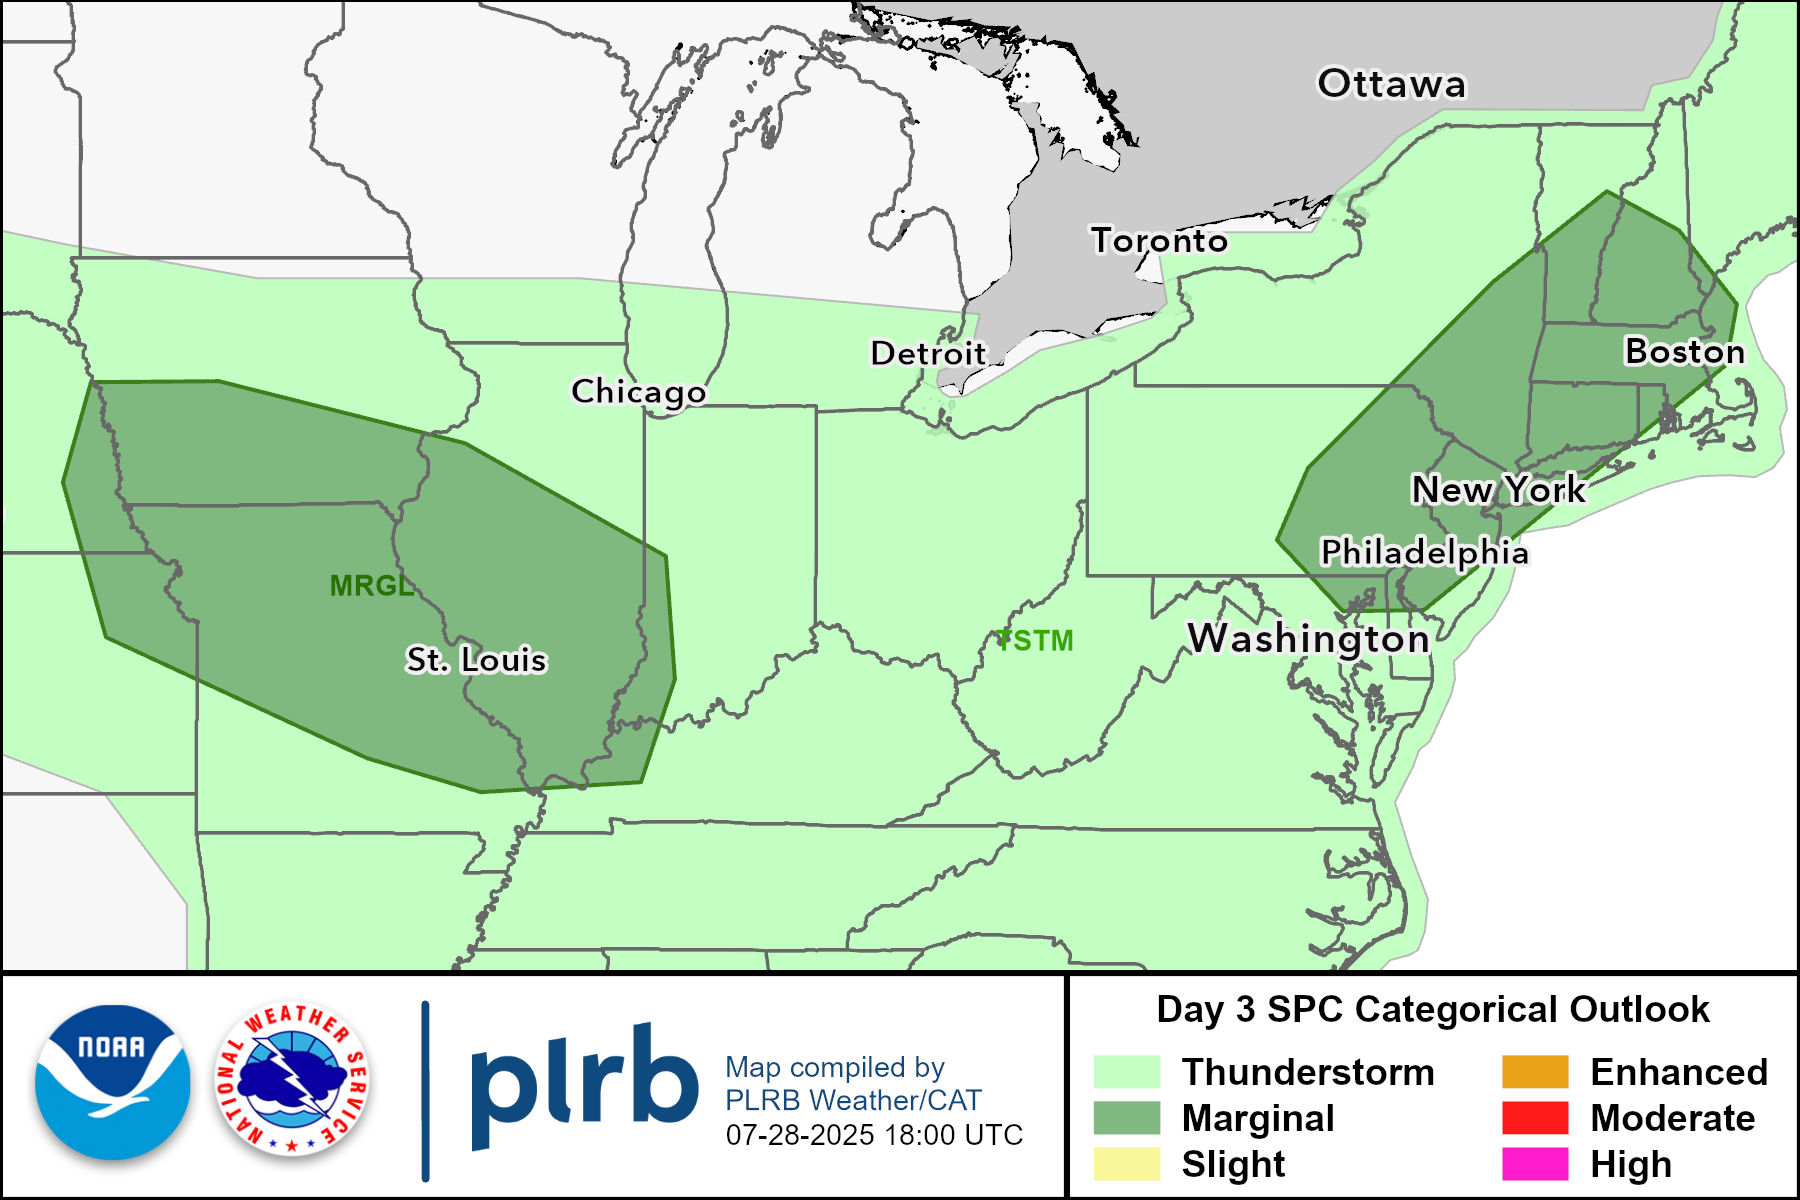 Ottawa
Toronto
Detroit
Boston
Chicago
New York
Philadelphia
MRGL
TSTM
Washington
St. Louis
NOAA
NATIONAL WEATHER SERVICE
plrb
Map compiled by
PLRB Weather/CAT
07-28-2025 18:00 UTC
Day 3 SPC Categorical Outlook
Thunderstorm
Marginal
Slight
Enhanced
Moderate
High